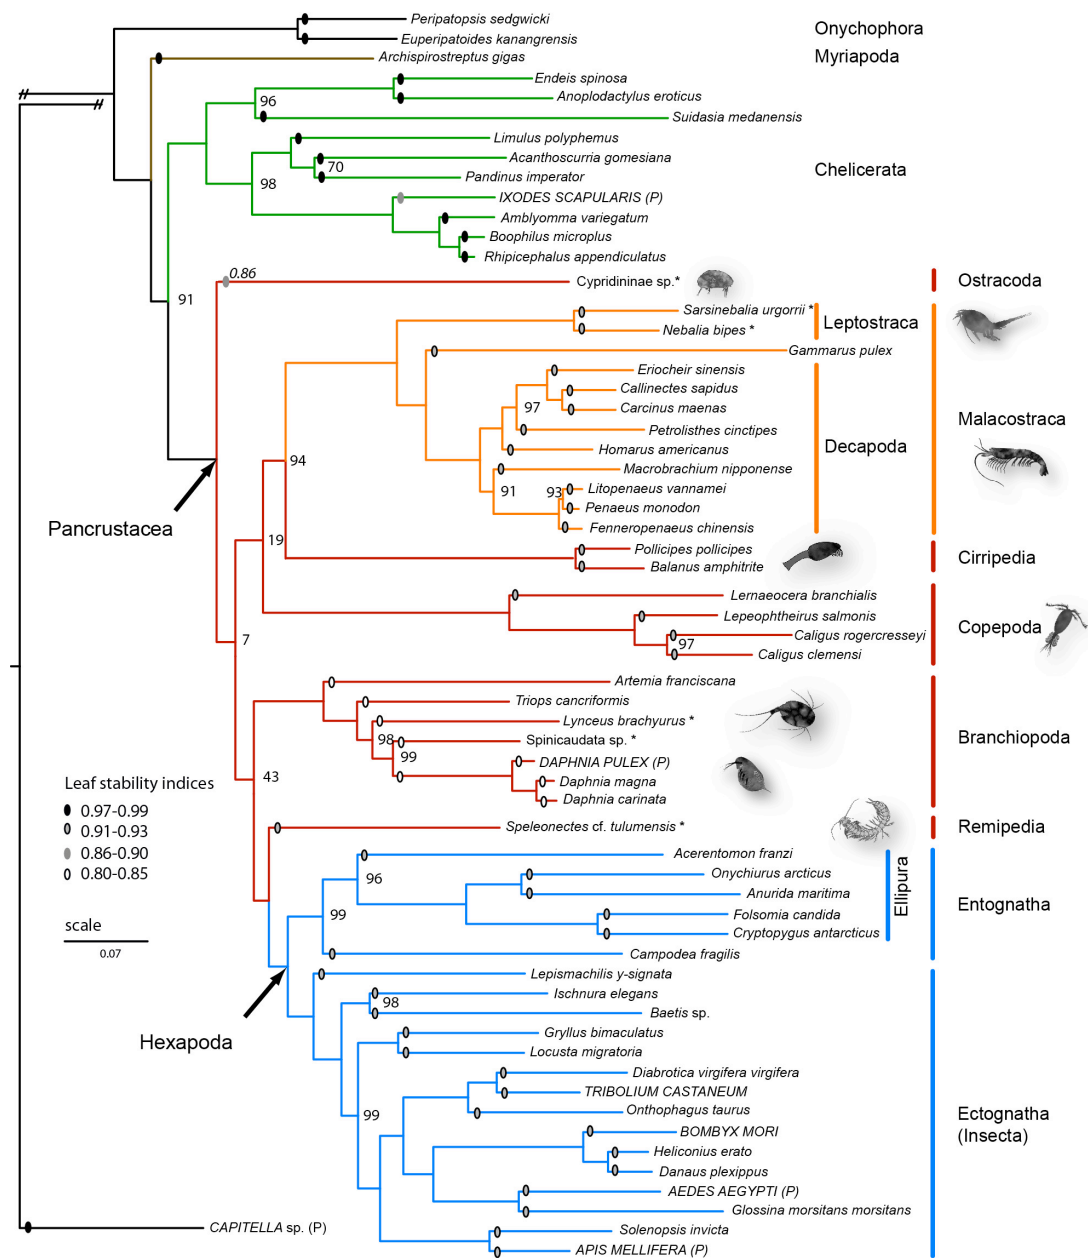 Peripatopsis sedgwicki
Onychophora
Euperipatoides kanangrensis
Archispirostreptus gigas
Myriapoda
Endeis spinosa
96
Anoplodactylus eroticus
Suidasia medanensis
Limulus polyphemus
Acanthoscurria gomesiana
70
Chelicerata
Pandinus imperator
98
IXODES SCAPULARIS (P)
Amblyomma variegatum
Boophilus microplus
Rhipicephalus appendiculatus
0.86
Cypridininae sp.*
Ostracoda
91
Sarsinebalia urgorrii *
Leptostraca
Nebalia bipes *
Gammarus pulex
Eriocheir sinensis
Callinectes sapidus
97
Carcinus maenas
Malacostraca
Petrolisthes cinctipes
Decapoda
Homarus americanus
94
Macrobrachium nipponense
91
93
Litopenaeus vannamei
Penaeus monodon
Pancrustacea
Fenneropenaeus chinensis
19
Pollicipes pollicipes
Cirripedia
Balanus amphitrite
Lernaeocera branchialis
Lepeophtheirus salmonis
Copepoda
7
Caligus rogercresseyi
97
Caligus clemensi
Artemia franciscana
Triops cancriformis
Lynceus brachyurus *
98
Spinicaudata sp. *
Branchiopoda
99
DAPHNIA PULEX (P)
43
Daphnia magna
Daphnia carinata
Leaf stability indices
0.97-0.99
0.91-0.93
0.86-0.90
0.80-0.85
Speleonectes cf. tulumensis *
Remipedia
Acerentomon franzi
96
Onychiurus arcticus
Anurida maritima
Ellipura
Entognatha
99
Folsomia candida
Cryptopygus antarcticus
scale
0.07
Campodea fragilis
Lepismachilis y-signata
Ischnura elegans
98
Baetis sp.
Hexapoda
Gryllus bimaculatus
Locusta migratoria
Diabrotica virgifera virgifera
TRIBOLIUM CASTANEUM
99
Onthophagus taurus
Ectognatha
(Insecta)
BOMBYX MORI
Heliconius erato
Danaus plexippus
AEDES AEGYPTI (P)
Glossina morsitans morsitans
CAPITELLA sp. (P)
Solenopsis invicta
APIS MELLIFERA (P)